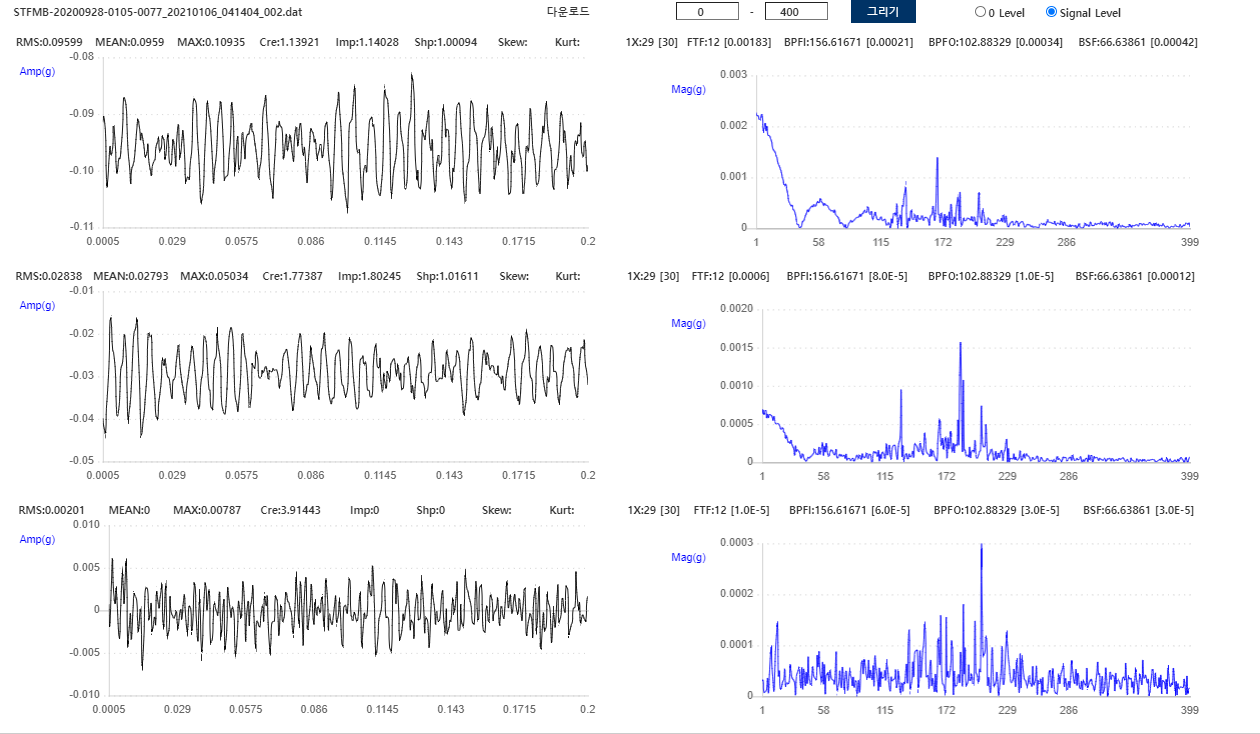 STFMB-20200928-0105-0077_20210106_041404_002.dat 다운로드 0 - 400 그리기 0 Level Signal Level
RMS:0.09599 MEAN:0.0959 MAX:0.10935 Cre:1.13921 Imp:1.14028 Shp:1.00094 Skew: Kurt:
Amp(g)
-0.08
-0.09
-0.10
-0.11
0.0005 0.029 0.0575 0.086 0.1145 0.143 0.1715 0.2
1X:29 [30] FTF:12 [0.00183] BPFI:156.61671 [0.00021] BPFO:102.88329 [0.00034] BSF:66.63861 [0.00042]
Mag(g)
0.003
0.002
0.001
0
1 58 115 172 229 286 399
RMS:0.02838 MEAN:0.02793 MAX:0.05034 Cre:1.77387 Imp:1.80245 Shp:1.01611 Skew: Kurt:
Amp(g)
-0.01
-0.02
-0.03
-0.04
-0.05
0.0005 0.029 0.0575 0.086 0.1145 0.143 0.1715 0.2
1X:29 [30] FTF:12 [0.0006] BPFI:156.61671 [8.0E-5] BPFO:102.88329 [1.0E-5] BSF:66.63861 [0.00012]
Mag(g)
0.0020
0.0015
0.0010
0.0005
0
1 58 115 172 229 286 399
RMS:0.00201 MEAN:0 MAX:0.00787 Cre:3.91443 Imp:0 Shp:0 Skew: Kurt:
Amp(g)
0.010
0.005
0
-0.005
-0.010
0.0005 0.029 0.0575 0.086 0.1145 0.143 0.1715 0.2
1X:29 [30] FTF:12 [1.0E-5] BPFI:156.61671 [6.0E-5] BPFO:102.88329 [3.0E-5] BSF:66.63861 [3.0E-5]
Mag(g)
0.0003
0.0002
0.0001
0
1 58 115 172 229 286 399